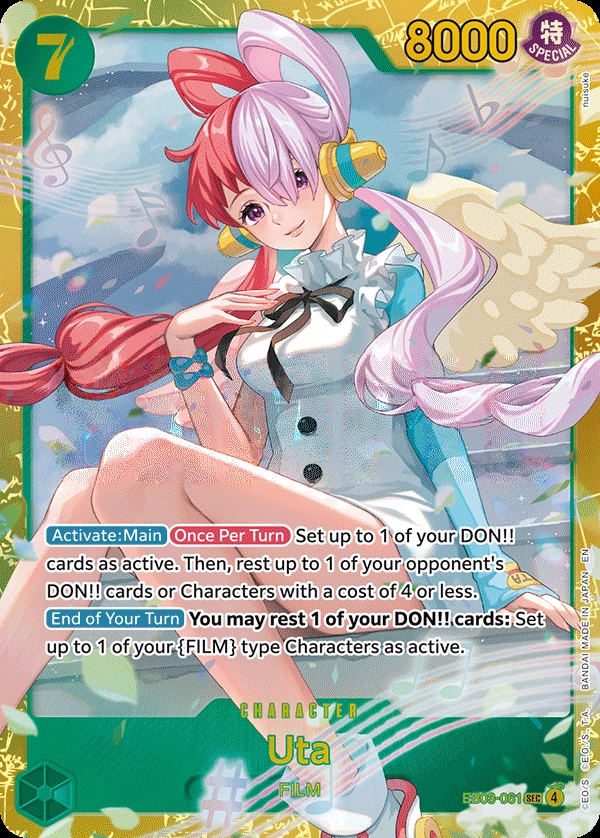 7
8000
特
SPECIAL
nuisuke
Activate:Main Once Per Turn Set up to 1 of your DON!!
cards as active. Then, rest up to 1 of your opponent's
DON!! cards or Characters with a cost of 4 or less.
End of Your Turn You may rest 1 of your DON!! cards: Set
up to 1 of your {FILM} type Characters as active.
CHARACTER
Uta
FILM
EB03-061 SEC 4
©E.O/S ©E.O./S.,T.A. BANDAI MADE IN JAPAN EN